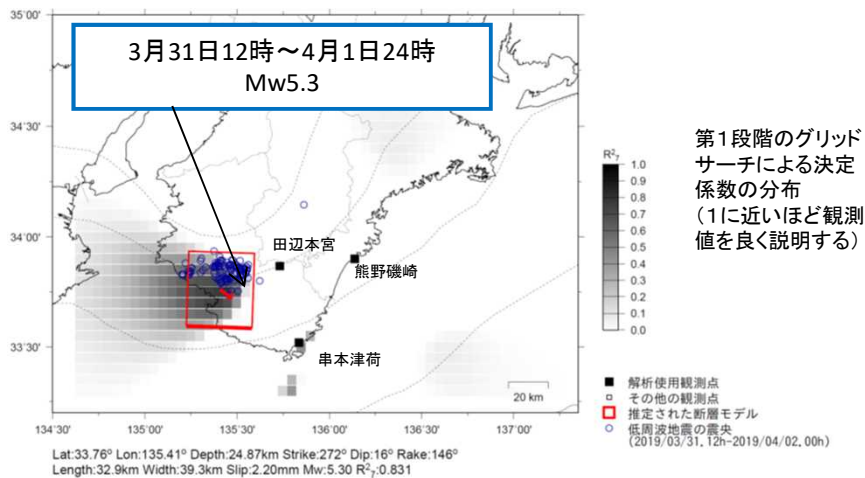 35°00'
3月31日12時～4月1日24時
Mw5.3
34°30'
34°00'
33°30'
田辺本宮
熊野磯崎
串本津荷
20 km
134°30'
135°00'
135°30'
136°00'
136°30'
137°00'
R²₇
1.0
0.9
0.8
0.7
0.6
0.5
0.4
0.3
0.2
0.1
0.0
第1段階のグリッド
サーチによる決定
係数の分布
（1に近いほど観測
値を良く説明する）
解析使用観測点
その他の観測点
推定された断層モデル
低周波地震の震央
(2019/03/31.12h-2019/04/02.00h)
Lat:33.76° Lon:135.41° Depth:24.87km Strike:272° Dip:16° Rake:146°
Length:32.9km Width:39.3km Slip:2.20mm Mw:5.30 R²₇:0.831